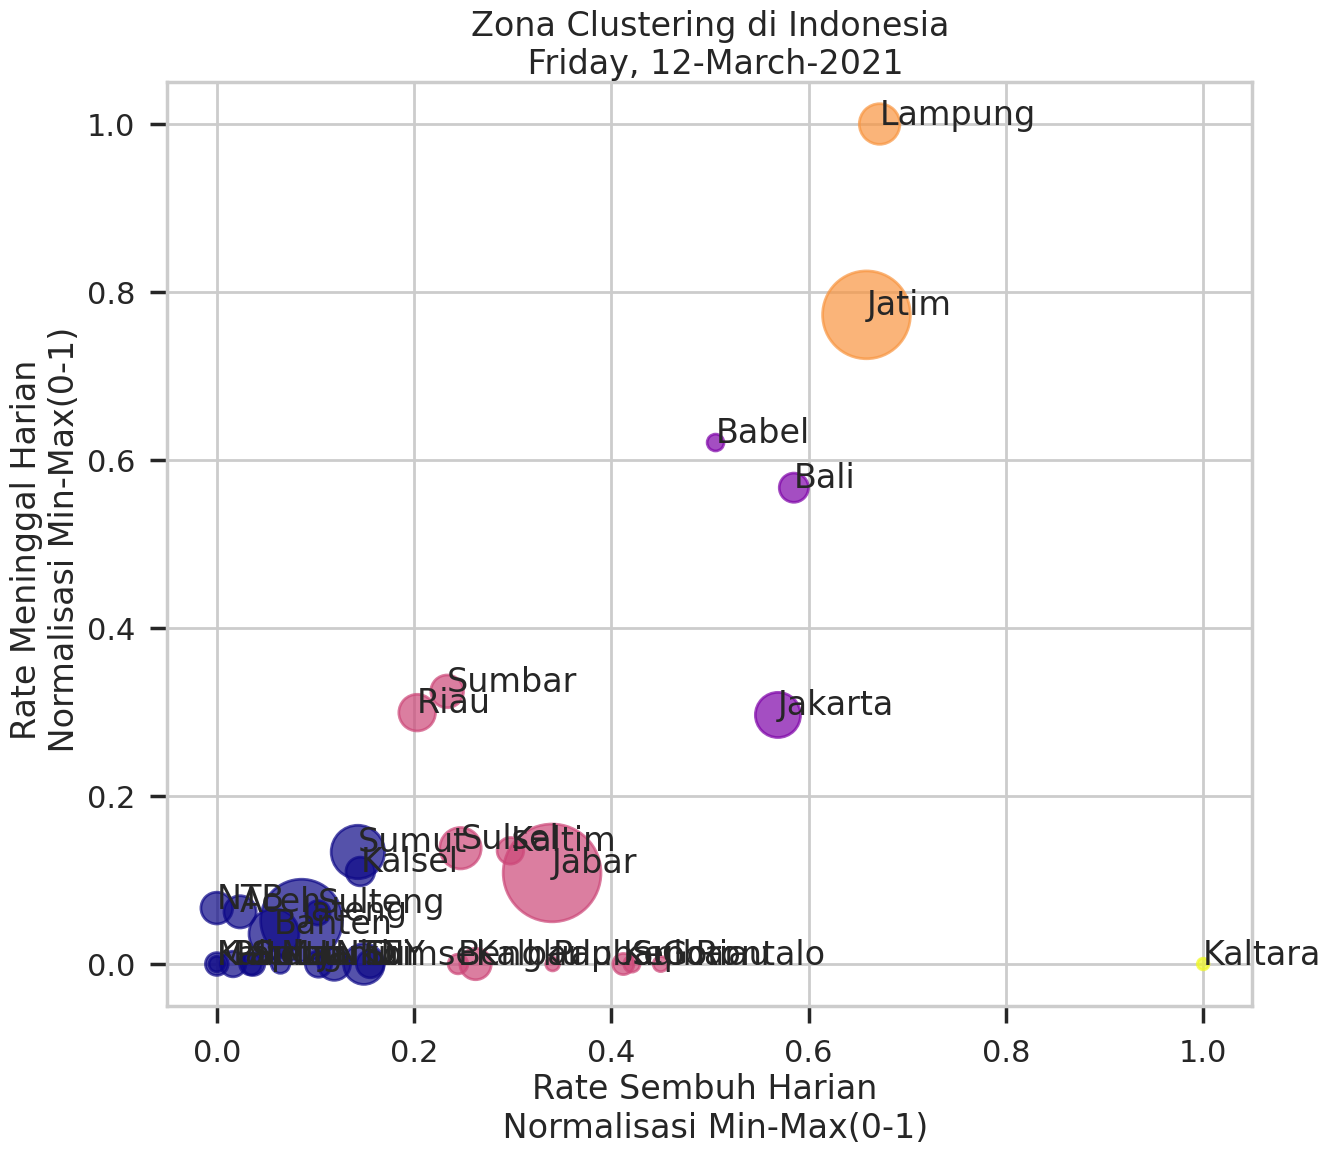 Zona Clustering di Indonesia
Friday, 12-March-2021
Rate Meninggal Harian
Normalisasi Min-Max(0-1)
1.0
0.8
0.6
0.4
0.2
0.0
Lampung
Jatim
Babel
Bali
Sumbar
Riau
Jakarta
Sumut
Sulsel
Kaltim
Kalsel
Jabar
NTB
Aceh
Sulteng
Jateng
Banten
Gorontalo
Kaltara
0.0
0.2
0.4
0.6
0.8
1.0
Rate Sembuh Harian
Normalisasi Min-Max(0-1)